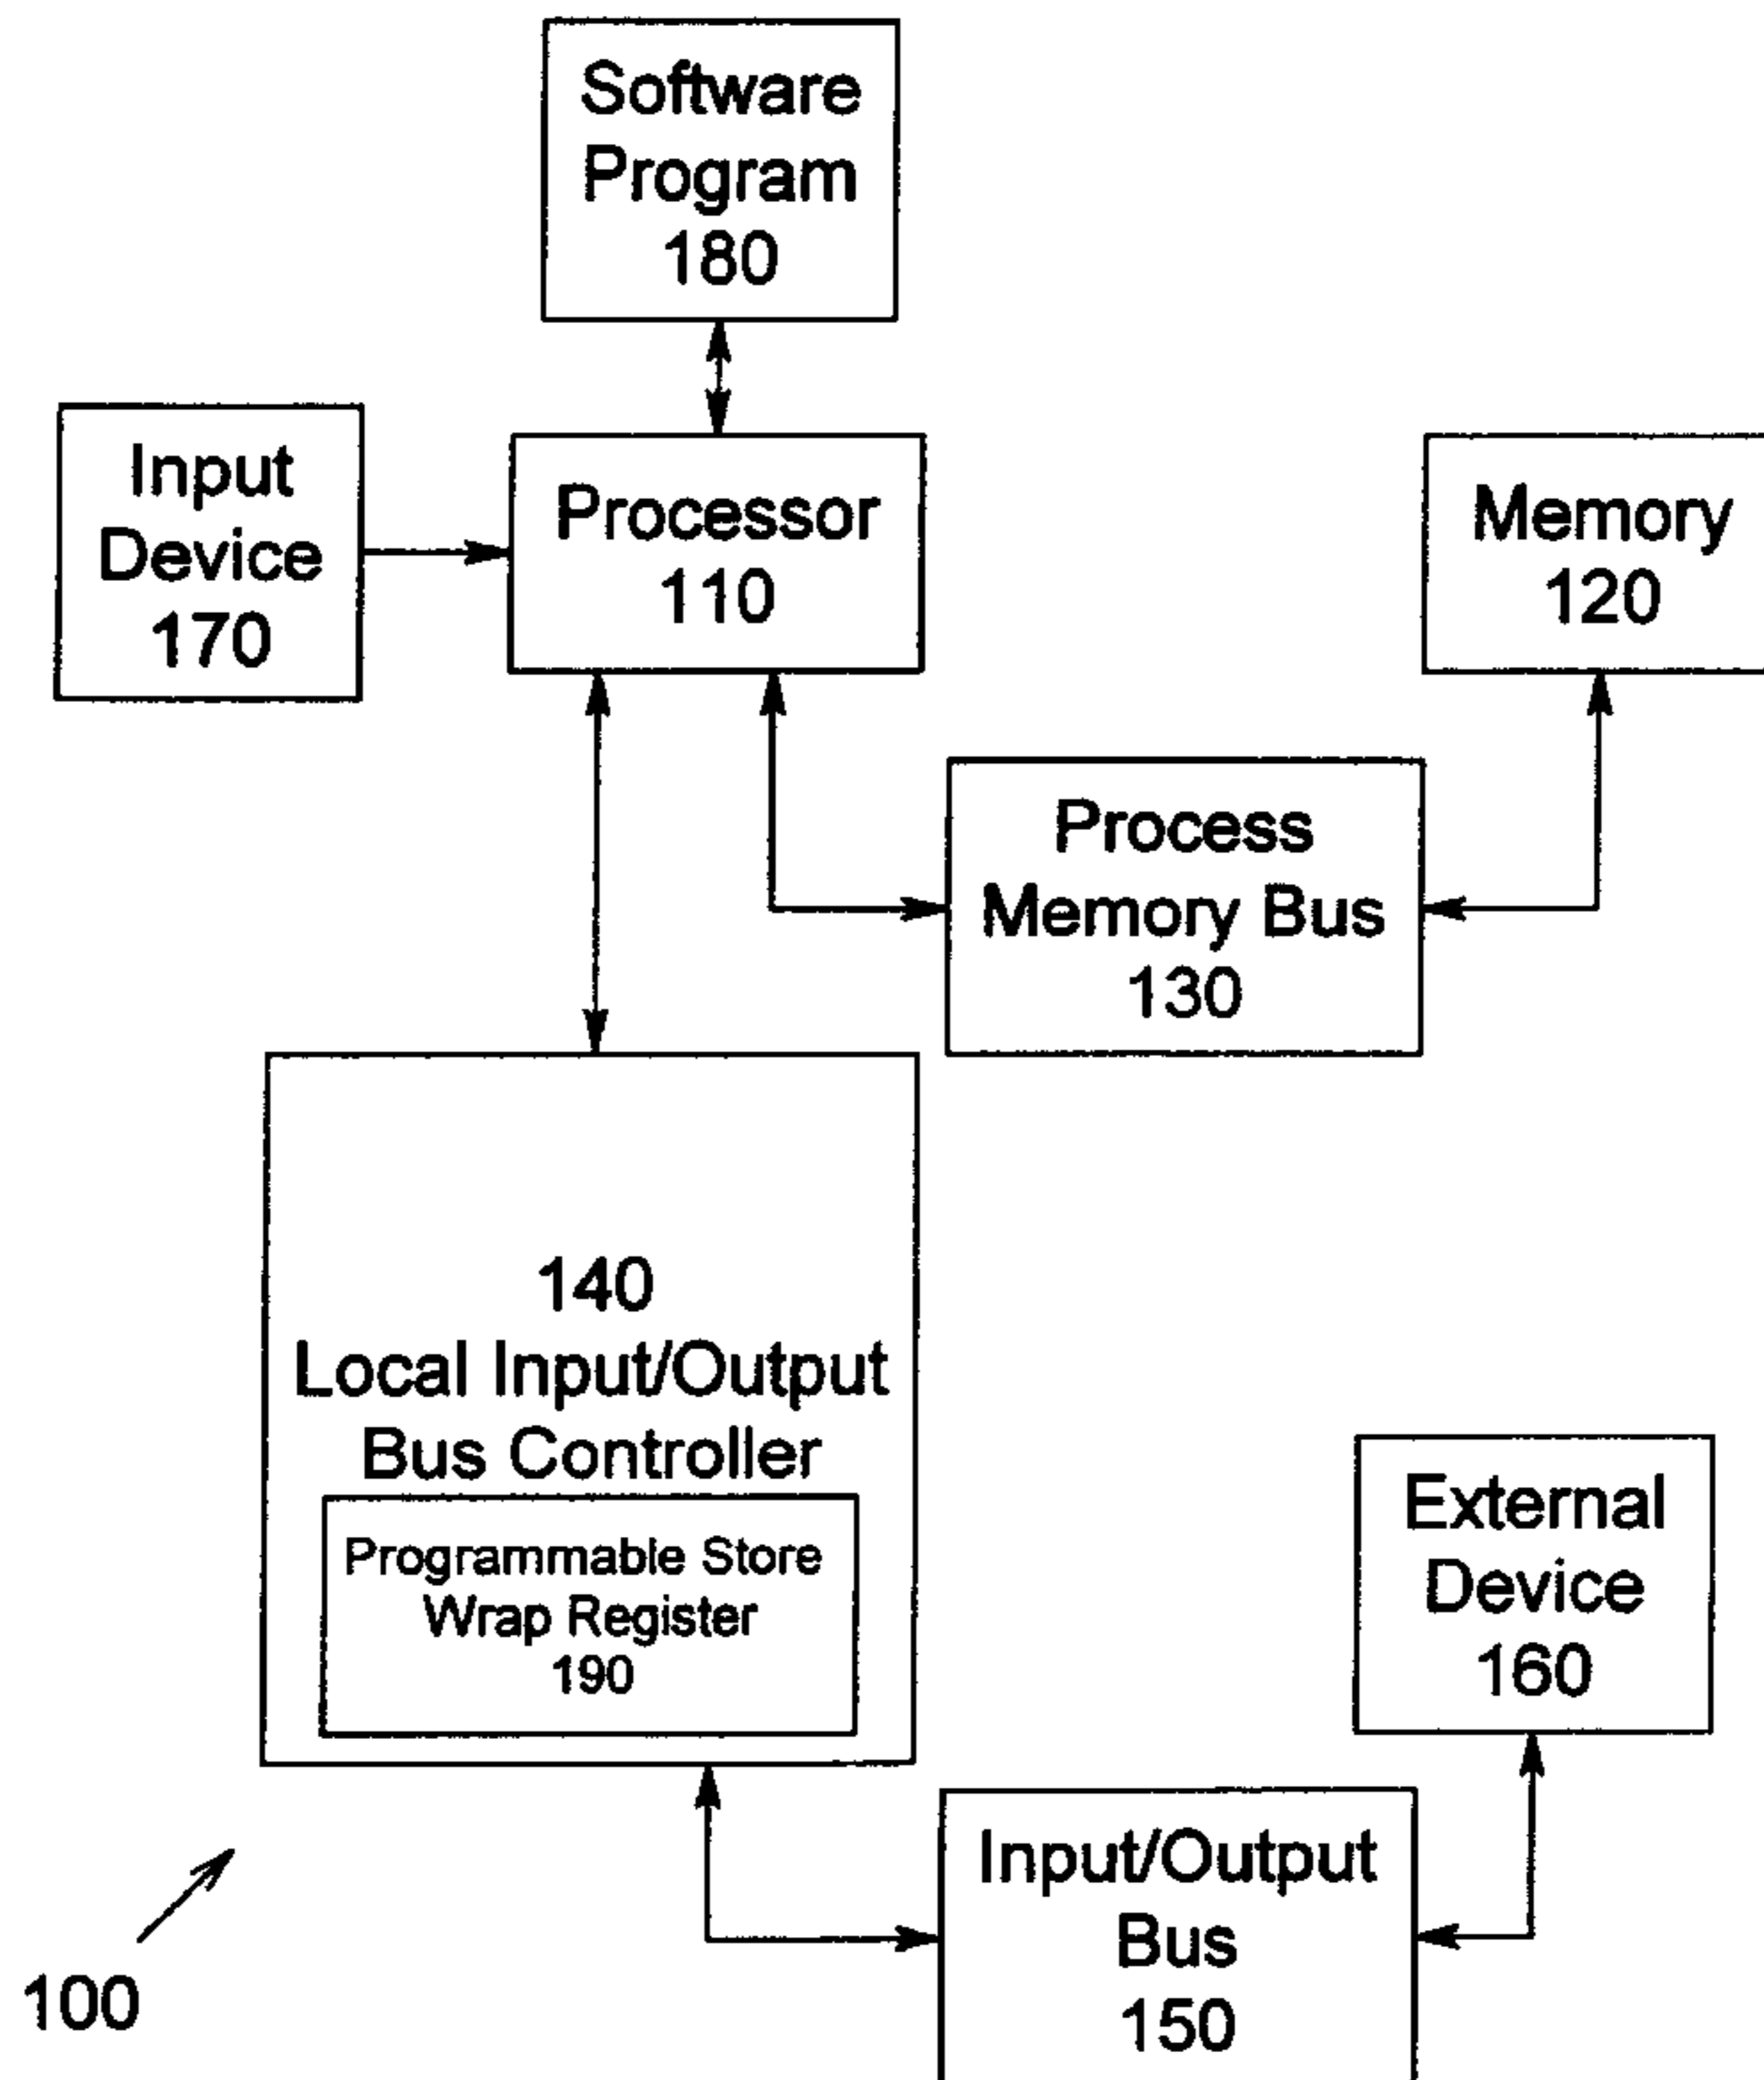 Software
Program
180
Input
Device
170
Processor
110
Memory
120
Process
Memory Bus
130
140
Local Input/Output
Bus Controller
Programmable Store
Wrap Register
190
External
Device
160
Input/Output
Bus
150
100